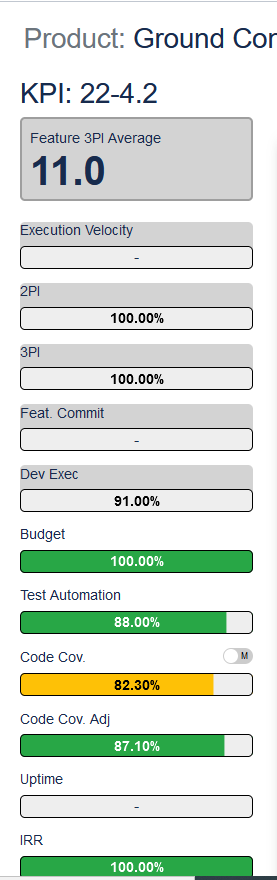 Product: Ground Con
KPI: 22-4.2
Feature 3PI Average
11.0
Execution Velocity
-
2PI
100.00%
3PI
100.00%
Feat. Commit
-
Dev Exec
91.00%
Budget
100.00%
Test Automation
88.00%
Code Cov. M
82.30%
Code Cov. Adj
87.10%
Uptime
-
IRR
100.00%